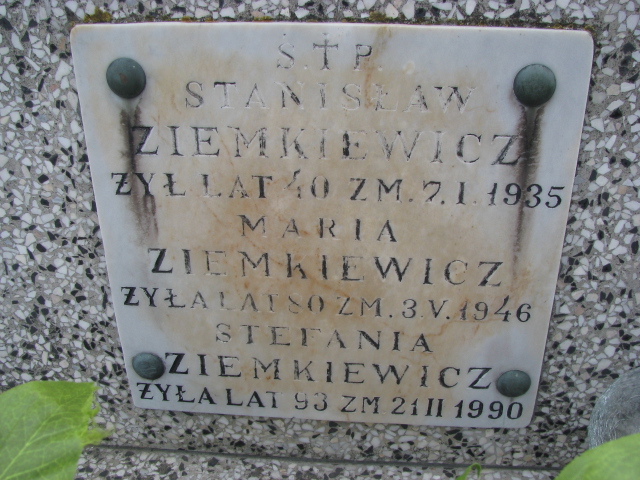 Ś.†P.
STANISŁAW
ZIEMKIEWICZ
ŻYŁ LAT 40 ZM. 7.I.1935
MARIA
ZIEMKIEWICZ
ŻYŁA LAT 80 ZM. 3.V.1946
STEFANIA
ZIEMKIEWICZ
ŻYŁA LAT 93 ZM 21 II 1990